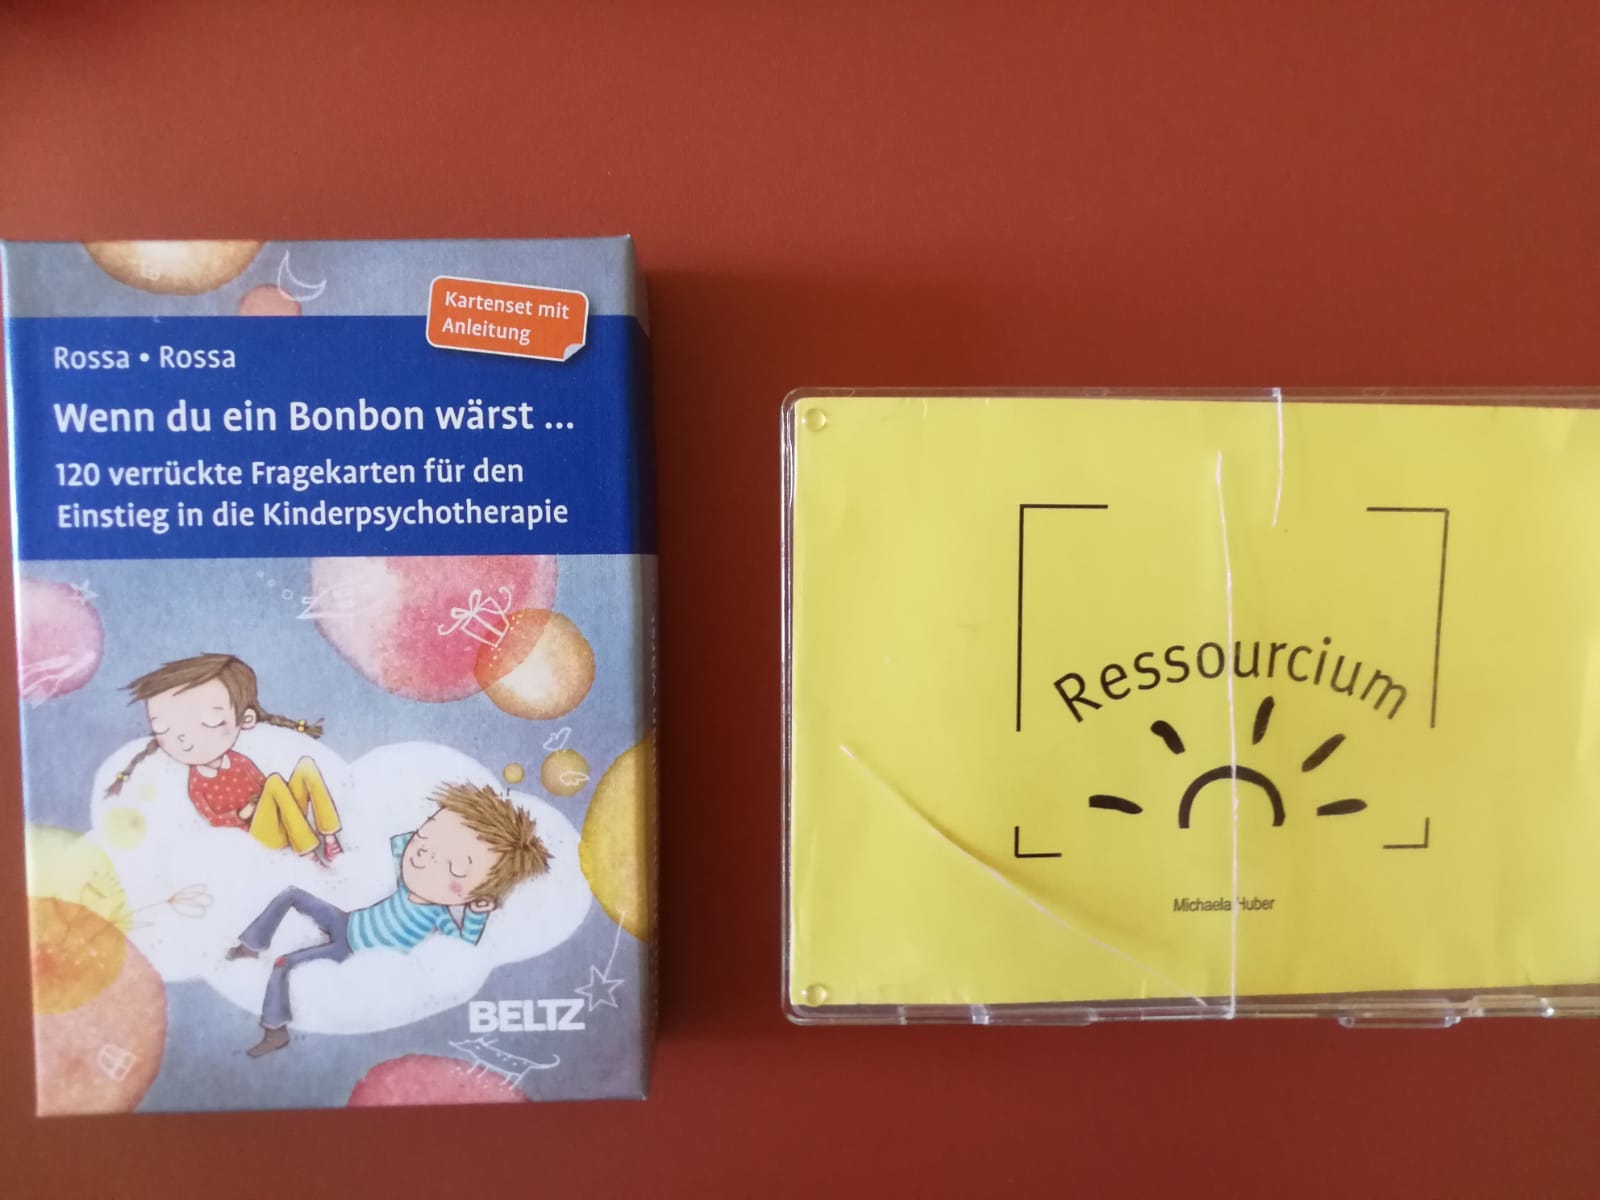 Kartenset mit
Anleitung
Rossa • Rossa
Wenn du ein Bonbon wärst ...
120 verrückte Fragekarten für den
Einstieg in die Kinderpsychotherapie
BELTZ
Ressourcium
Michaela Huber